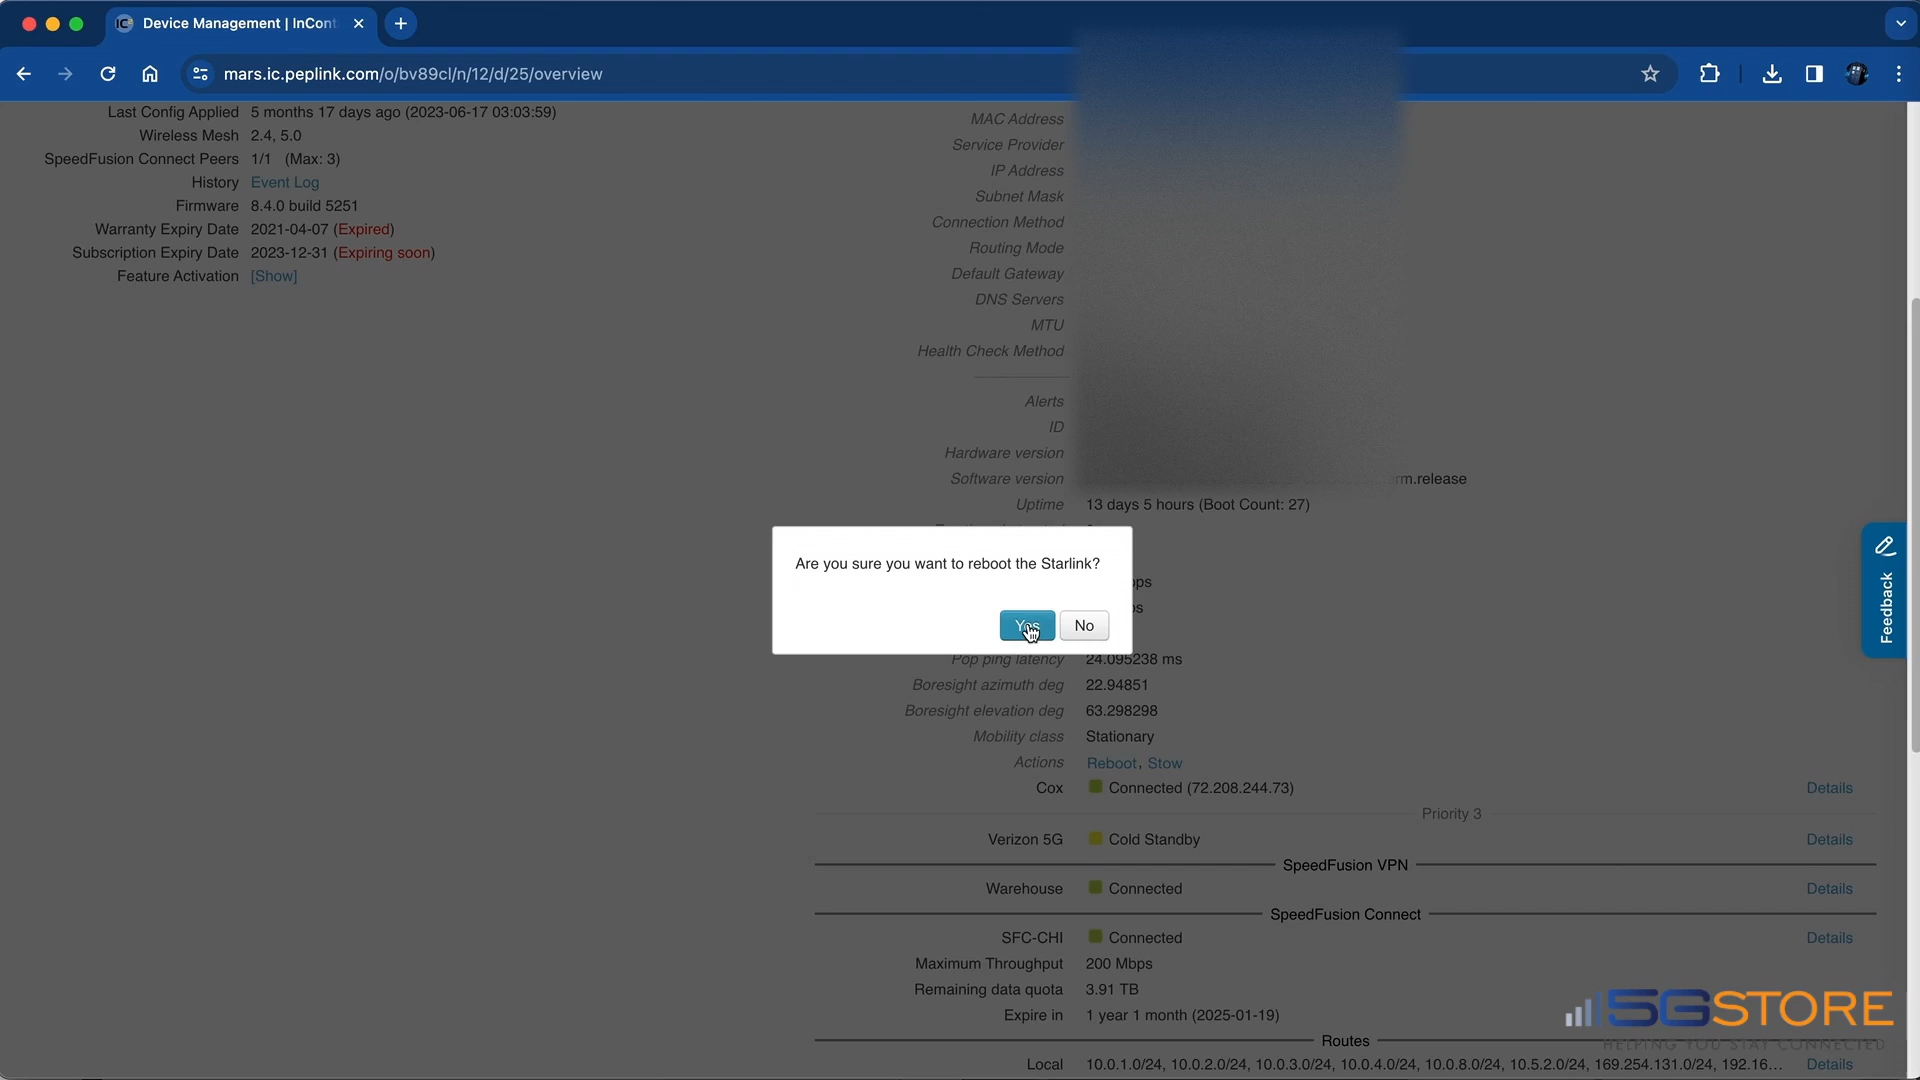 Device Management | InCont
mars.ic.peplink.com/o/bv89cl/n/12/d/25/overview
Last Config Applied 5 months 17 days ago (2023-06-17 03:03:59)
Wireless Mesh 2.4, 5.0
SpeedFusion Connect Peers 1/1 (Max: 3)
History Event Log
Firmware 8.4.0 build 5251
Warranty Expiry Date 2021-04-07 (Expired)
Subscription Expiry Date 2023-12-31 (Expiring soon)
Feature Activation [Show]
MAC Address
Service Provider
IP Address
Subnet Mask
Connection Method
Routing Mode
Default Gateway
DNS Servers
MTU
Health Check Method
Alerts
ID
Hardware version
Software version rm.release
Uptime 13 days 5 hours (Boot Count: 27)
Are you sure you want to reboot the Starlink?
Yes No
Pop ping latency 24.095238 ms
Boresight azimuth deg 22.94851
Boresight elevation deg 63.298298
Mobility class Stationary
Actions Reboot, Stow
Cox Connected (72.208.244.73) Details
Priority 3
Verizon 5G Cold Standby Details
SpeedFusion VPN
Warehouse Connected Details
SpeedFusion Connect
SFC-CHI Connected Details
Maximum Throughput 200 Mbps
Remaining data quota 3.91 TB
Expire in 1 year 1 month (2025-01-19)
Routes
Local 10.0.1.0/24, 10.0.2.0/24, 10.0.3.0/24, 10.0.4.0/24, 10.0.8.0/24, 10.5.2.0/24, 169.254.131.0/24, 192.16... Details
Feedback
5GSTORE
HELPING YOU STAY CONNECTED